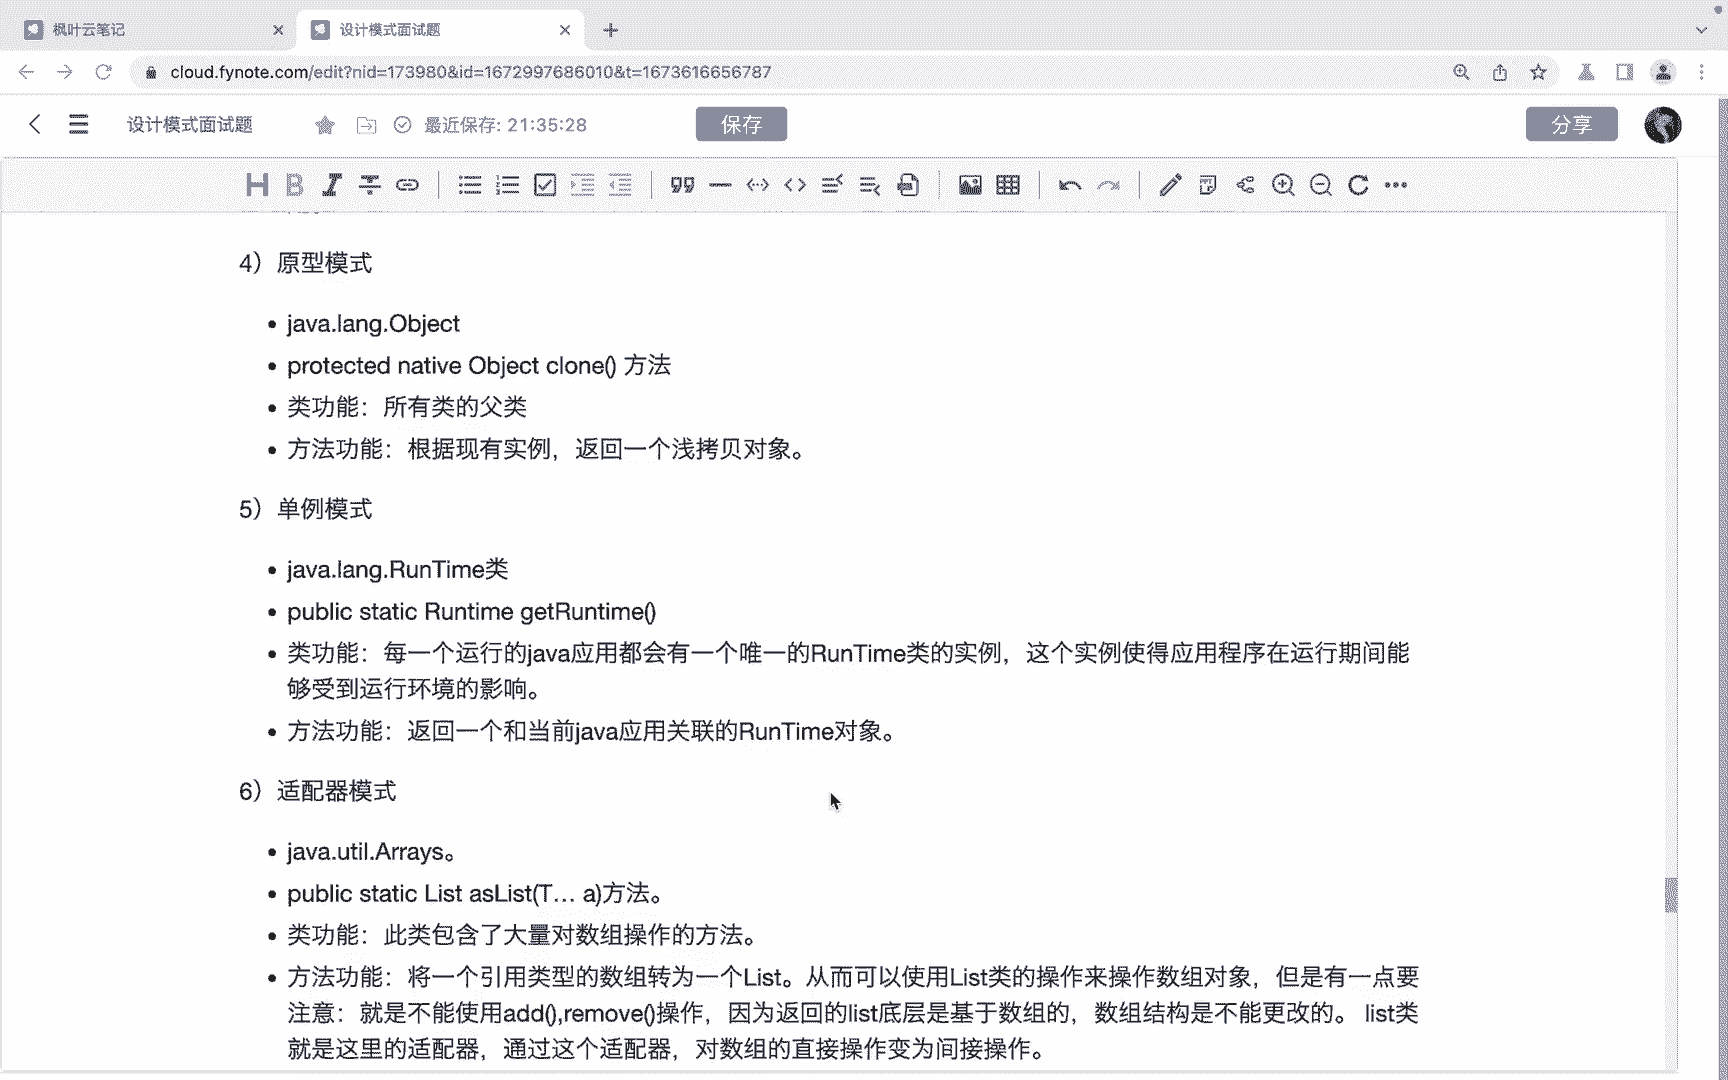 枫叶云笔记
设计模式面试题
cloud.fynote.com/edit?nid=173980&id=1672997686010&t=1673616656787
设计模式面试题
最近保存: 21:35:28
保存
分享
4）原型模式
java.lang.Object
protected native Object clone() 方法
类功能：所有类的父类
方法功能：根据现有实例，返回一个浅拷贝对象。
5）单例模式
java.lang.RunTime类
public static Runtime getRuntime()
类功能：每一个运行的java应用都会有一个唯一的RunTime类的实例，这个实例使得应用程序在运行期间能
够受到运行环境的影响。
方法功能：返回一个和当前java应用关联的RunTime对象。
6）适配器模式
java.util.Arrays。
public static List asList(T… a)方法。
类功能：此类包含了大量对数组操作的方法。
方法功能：将一个引用类型的数组转为一个List。从而可以使用List类的操作来操作数组对象，但是有一点要
注意：就是不能使用add(),remove()操作，因为返回的list底层是基于数组的，数组结构是不能更改的。 list类
就是这里的适配器，通过这个适配器，对数组的直接操作变为间接操作。